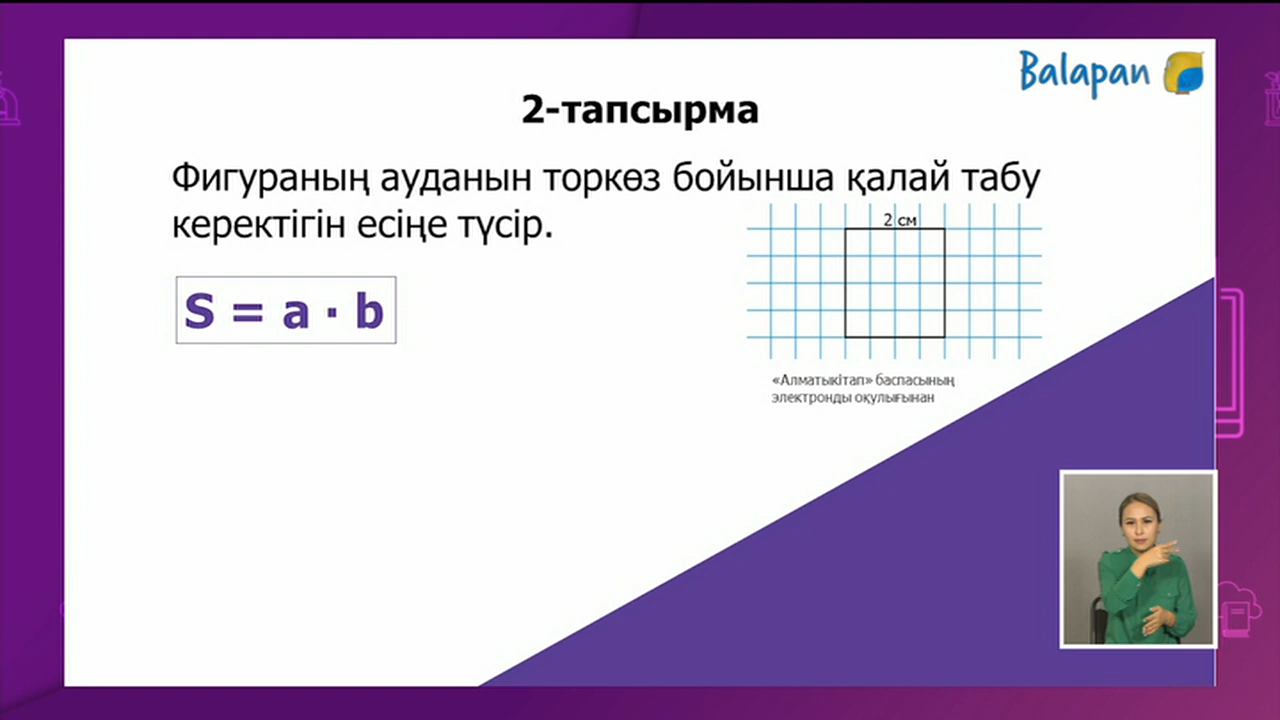 Balapan
2-тапсырма
Фигураның ауданын торкөз бойынша қалай табу
керектігін есіңе түсір.
2 см
S = a · b
«Алматыкітап» баспасының
электронды оқулығынан